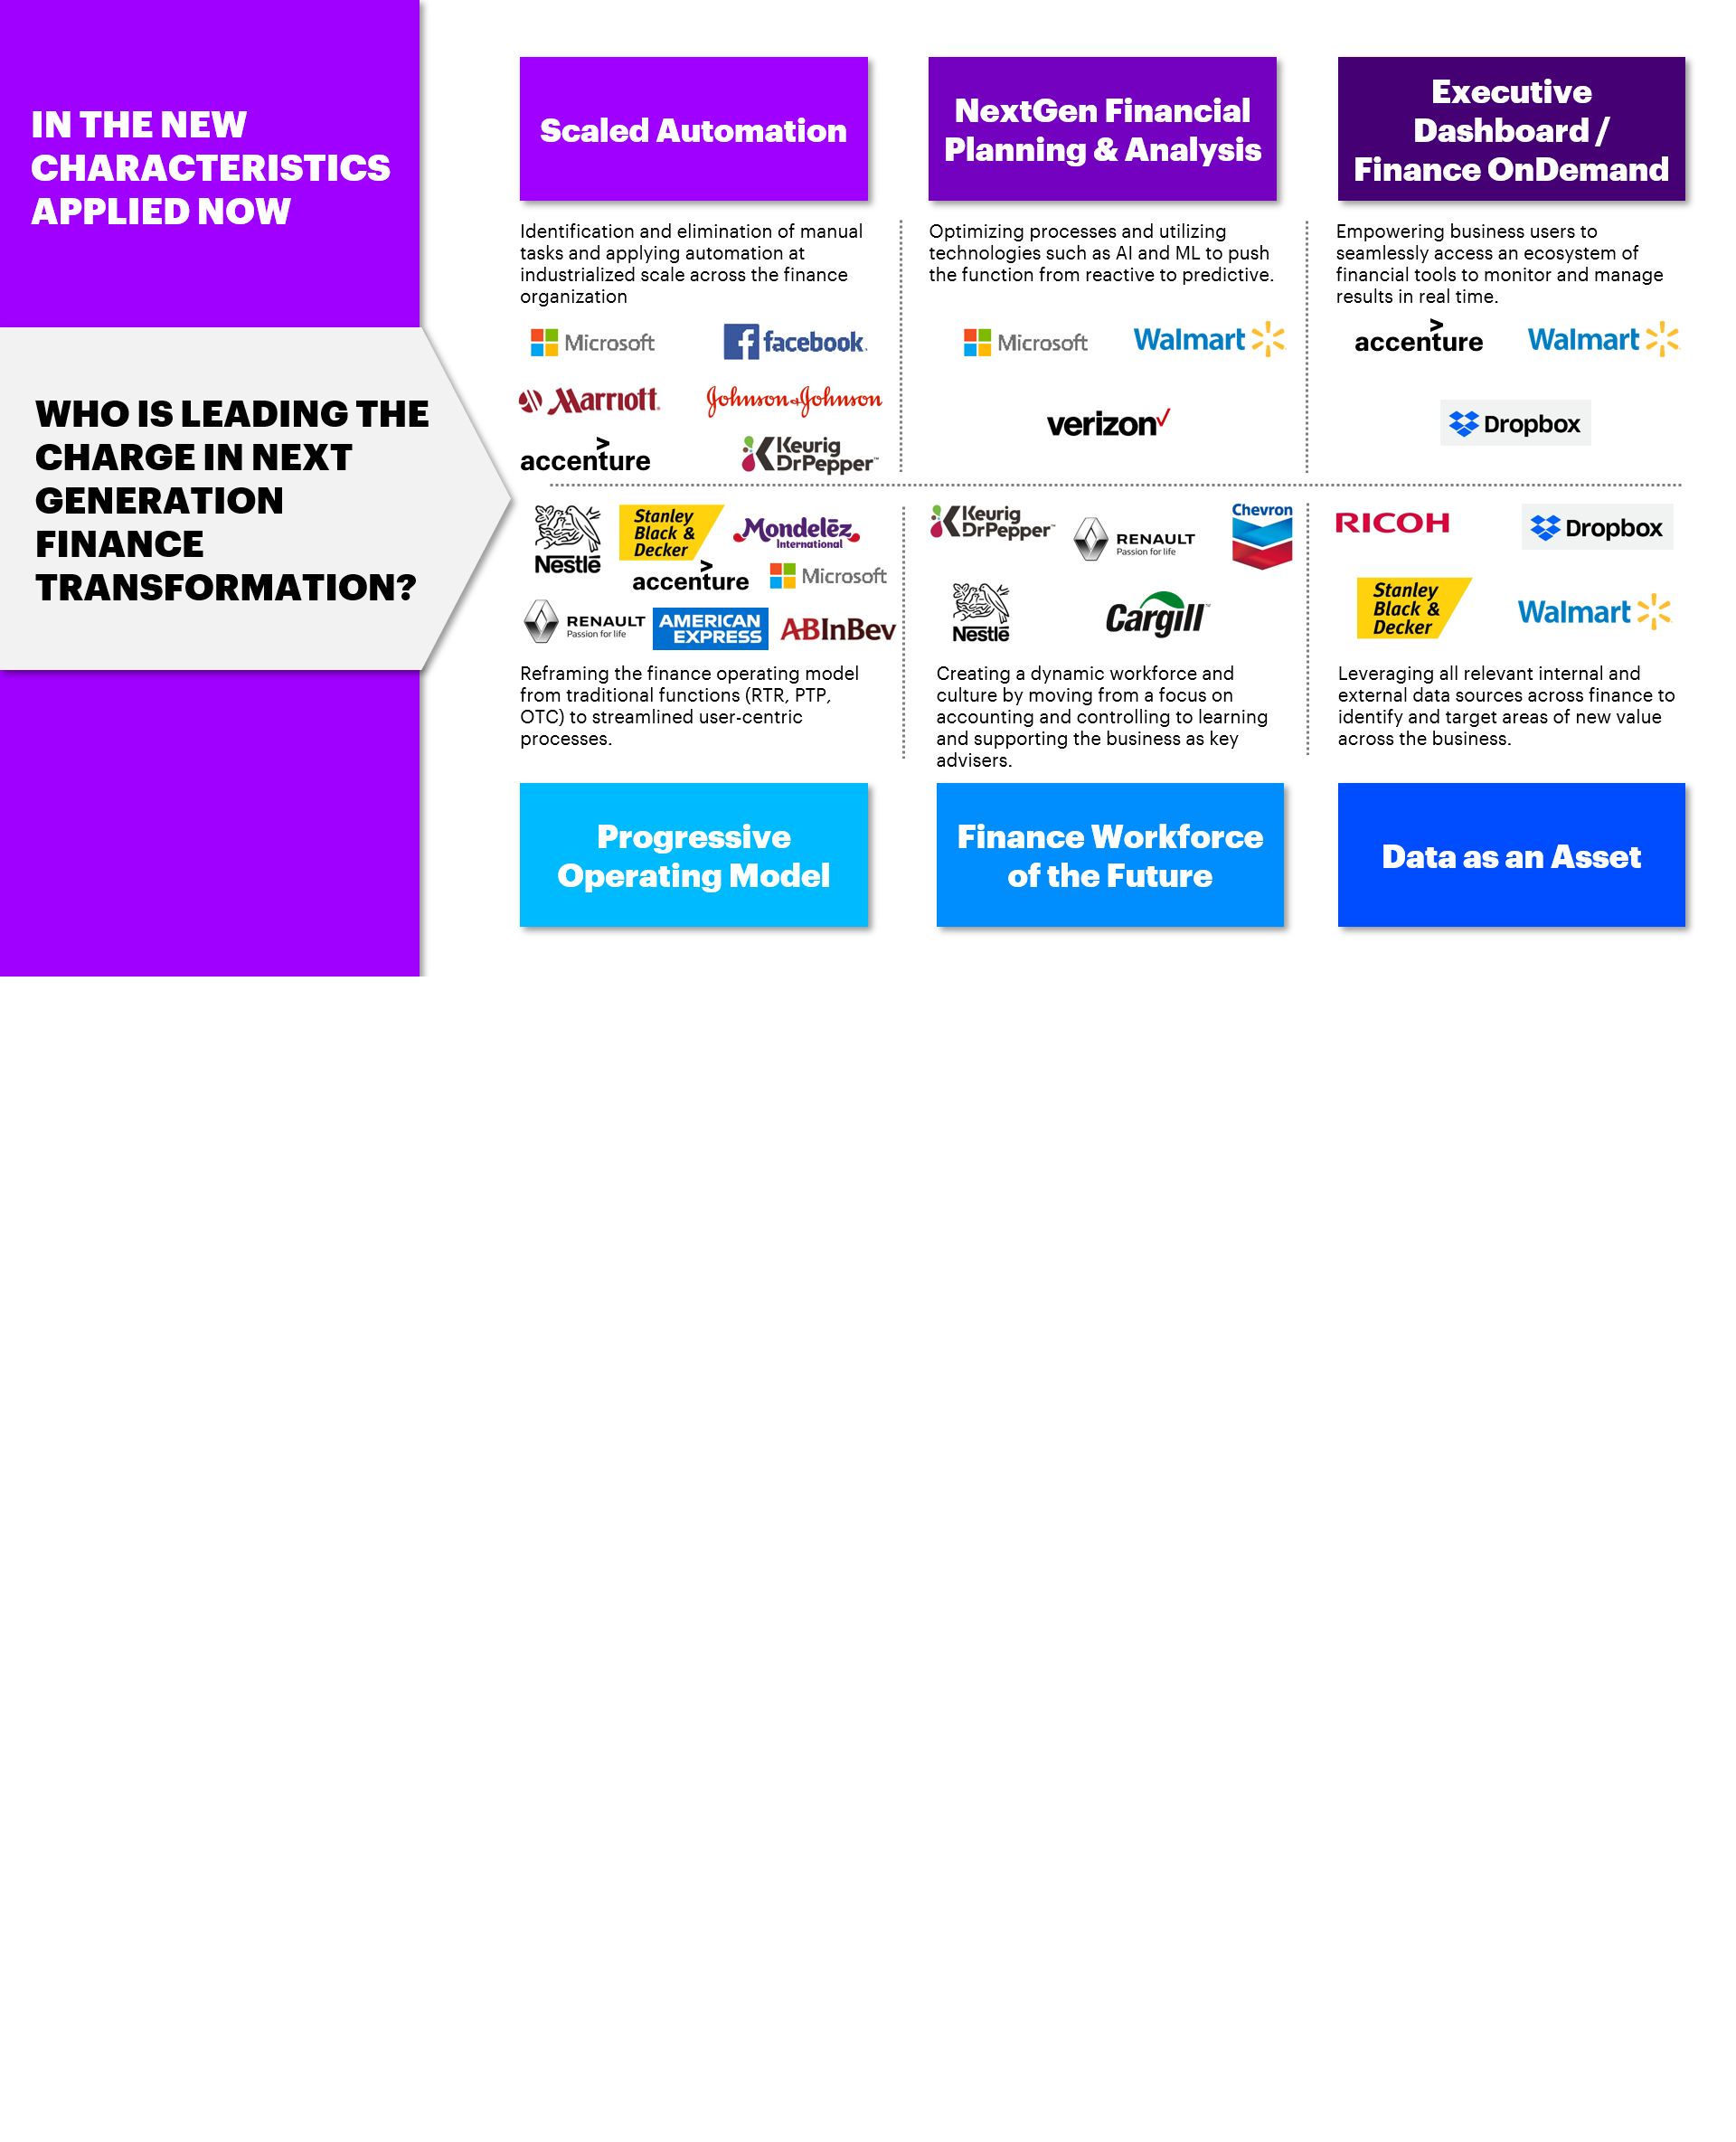 IN THE NEW
CHARACTERISTICS
APPLIED NOW
WHO IS LEADING THE
CHARGE IN NEXT
GENERATION
FINANCE
TRANSFORMATION?
Scaled Automation
Identification and elimination of manual
tasks and applying automation at
industrialized scale across the finance
organization
Microsoft
facebook.
Marriott
Johnson & Johnson
accenture
Keurig
DrPepper™
NextGen Financial
Planning & Analysis
Optimizing processes and utilizing
technologies such as AI and ML to push
the function from reactive to predictive.
Microsoft
Walmart
verizon
Executive
Dashboard /
Finance OnDemand
Empowering business users to
seamlessly access an ecosystem of
financial tools to monitor and manage
results in real time.
accenture
Walmart
Dropbox
Nestlé
Stanley
Black &
Decker
Mondelēz
International
accenture
Microsoft
RENAULT
Passion for life
AMERICAN
EXPRESS
ABInBev
Reframing the finance operating model
from traditional functions (RTR, PTP,
OTC) to streamlined user-centric
processes.
Progressive
Operating Model
Keurig
DrPepper™
RENAULT
Passion for life
Chevron
Nestlé
Cargill™
Creating a dynamic workforce and
culture by moving from a focus on
accounting and controlling to learning
and supporting the business as key
advisers.
Finance Workforce
of the Future
RICOH
Dropbox
Stanley
Black &
Decker
Walmart
Leveraging all relevant internal and
external data sources across finance to
identify and target areas of new value
across the business.
Data as an Asset